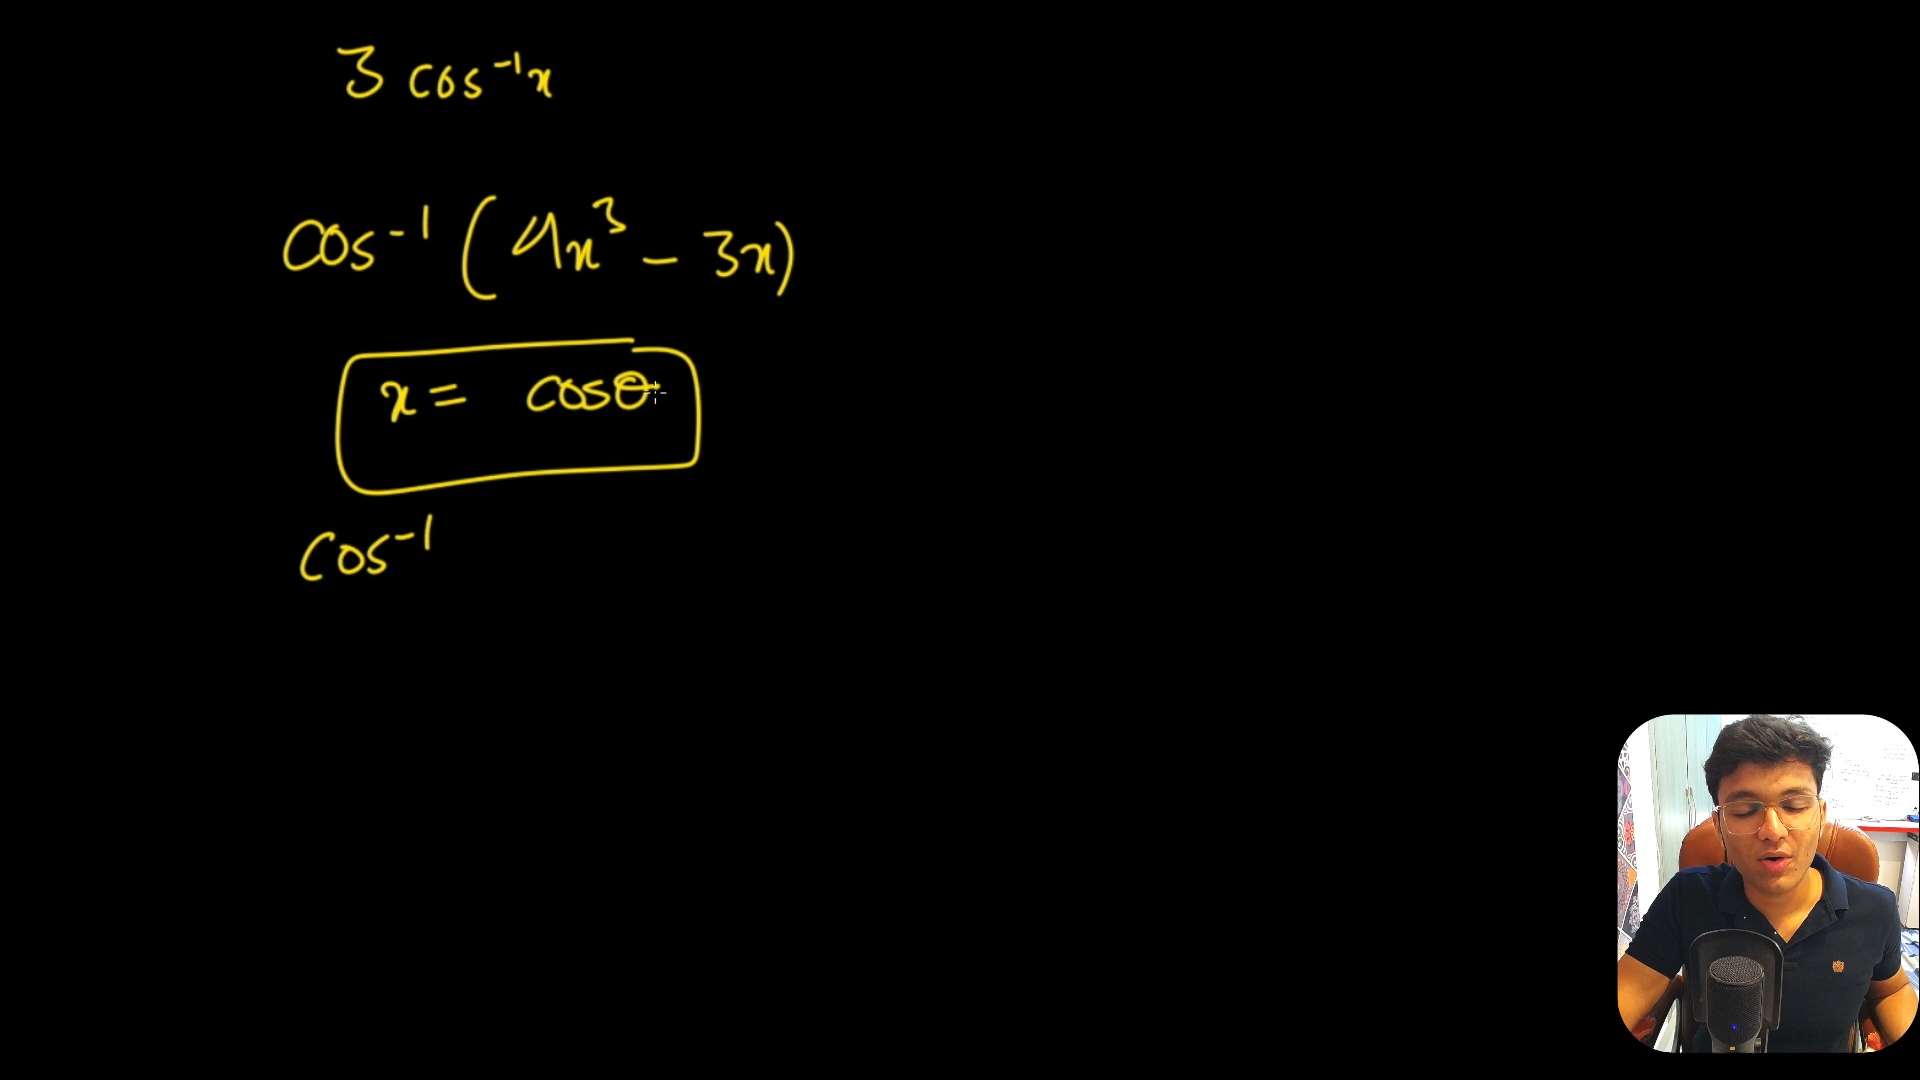 3 cos⁻¹x
cos⁻¹ (4x³ - 3x)
x = cosθ
cos⁻¹